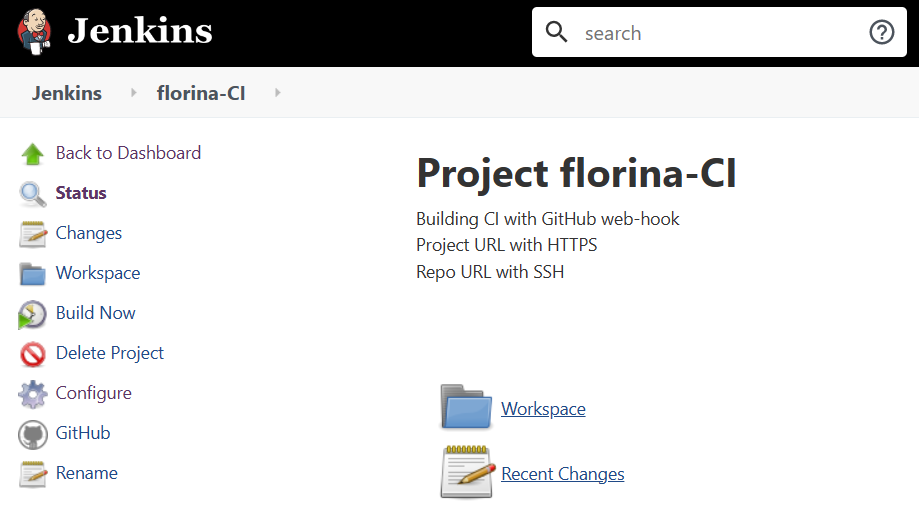 Jenkins
search
Jenkins
florina-CI
Back to Dashboard
Status
Changes
Workspace
Build Now
Delete Project
Configure
GitHub
Rename
Project florina-CI
Building CI with GitHub web-hook
Project URL with HTTPS
Repo URL with SSH
Workspace
Recent Changes